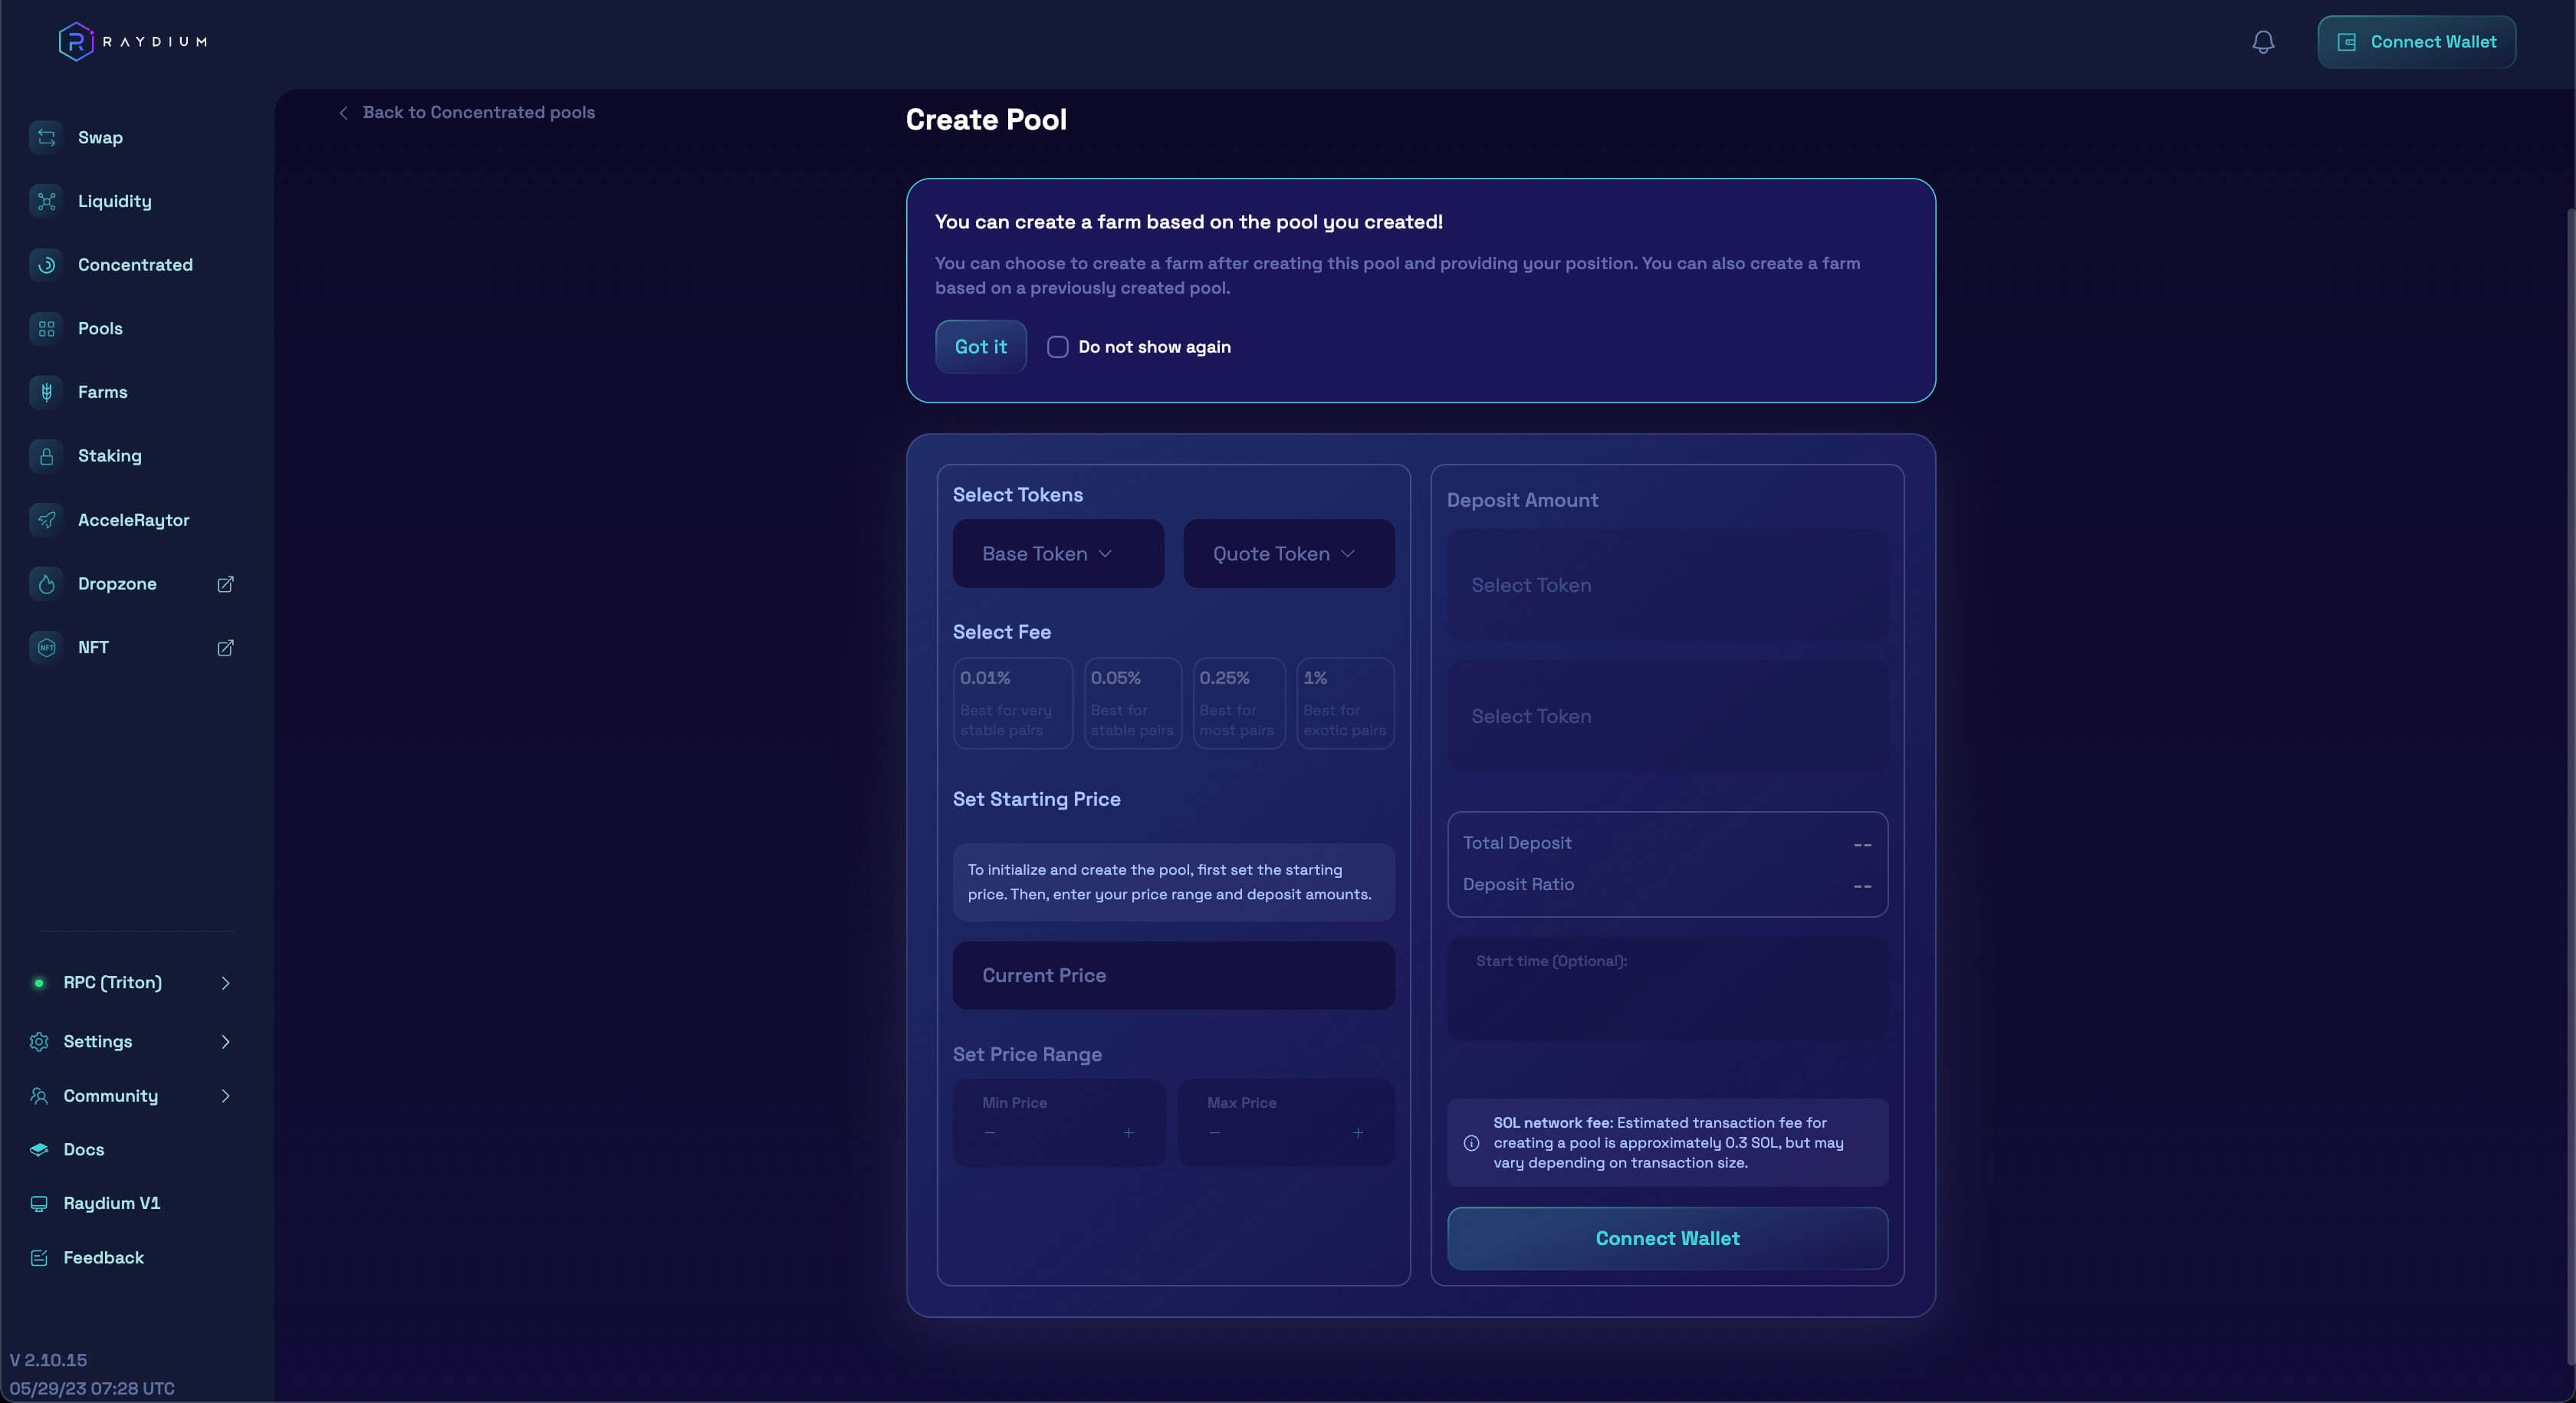 RAYDIUM
Connect Wallet
Swap
Liquidity
Concentrated
Pools
Farms
Staking
AcceleRaytor
Dropzone
NFT
NFT
RPC (Triton)
Settings
Community
Docs
Raydium V1
Feedback
V 2.10.15
05/29/23 07:28 UTC
Back to Concentrated pools
Create Pool
You can create a farm based on the pool you created!
You can choose to create a farm after creating this pool and providing your position. You can also create a farm
based on a previously created pool.
Got it
Do not show again
Select Tokens
Base Token
Quote Token
Select Fee
0.01%
Best for very
stable pairs
0.05%
Best for
stable pairs
0.25%
Best for
most pairs
1%
Best for
exotic pairs
Set Starting Price
To initialize and create the pool, first set the starting
price. Then, enter your price range and deposit amounts.
Current Price
Set Price Range
Min Price
− +
Max Price
− +
Deposit Amount
Select Token
Select Token
Total Deposit --
Deposit Ratio --
Start time (Optional):
SOL network fee: Estimated transaction fee for
creating a pool is approximately 0.3 SOL, but may
vary depending on transaction size.
Connect Wallet